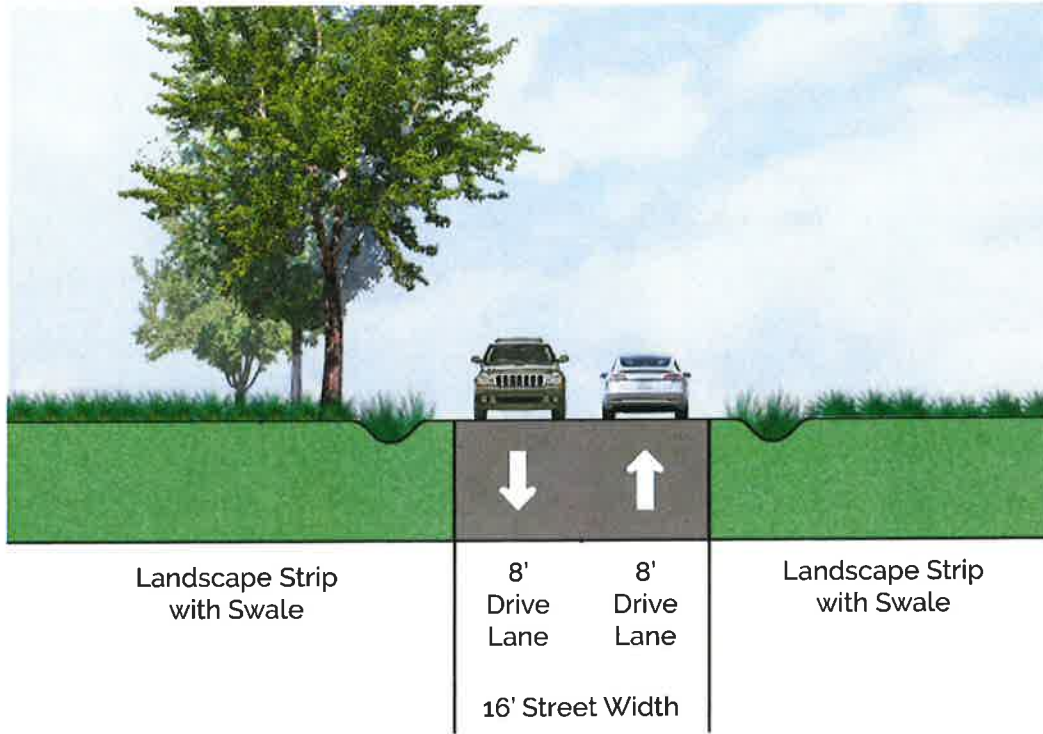 Landscape Strip
with Swale
8'
Drive
Lane
8'
Drive
Lane
Landscape Strip
with Swale
16' Street Width